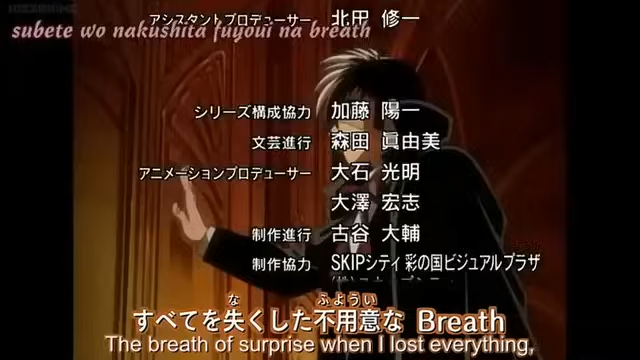 アシスタントプロデューサー 北田 修一
subete wo nakushita fuyoui na breath
シリーズ構成協力 加藤 陽一
文芸進行 森田 眞由美
アニメーションプロデューサー 大石 光明
大澤 宏志
制作進行 古谷 大輔
制作協力 SKIPシティ 彩の国ビジュアルプラザ
な ふようい
すべてを失くした不用意な Breath
The breath of surprise when I lost everything,